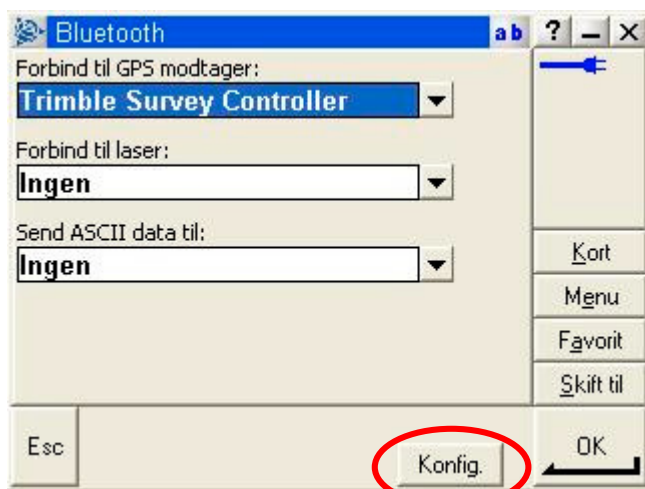 Bluetooth
ab
?
Forbind til GPS modtager:
Trimble Survey Controller
Forbind til laser:
Ingen
Send ASCII data til:
Ingen
Kort
Menu
Favorit
Skift til
Esc
Konfig.
OK